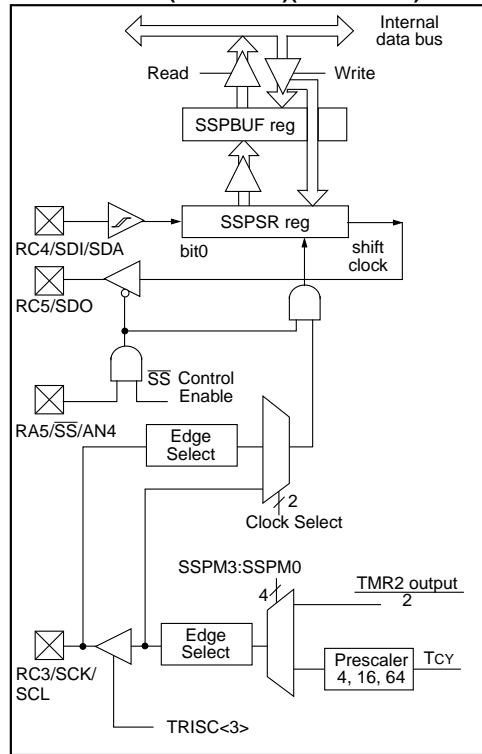 Internal
data bus
Read
Write
SSPBUF reg
SSPSR reg
RC4/SDI/SDA
bit0
shift
clock
RC5/SDO
SS Control
Enable
RA5/SS/AN4
Edge
Select
2
Clock Select
SSPM3:SSPM0
4
TMR2 output
2
Edge
Select
Prescaler
4, 16, 64
TCY
RC3/SCK/
SCL
TRISC<3>